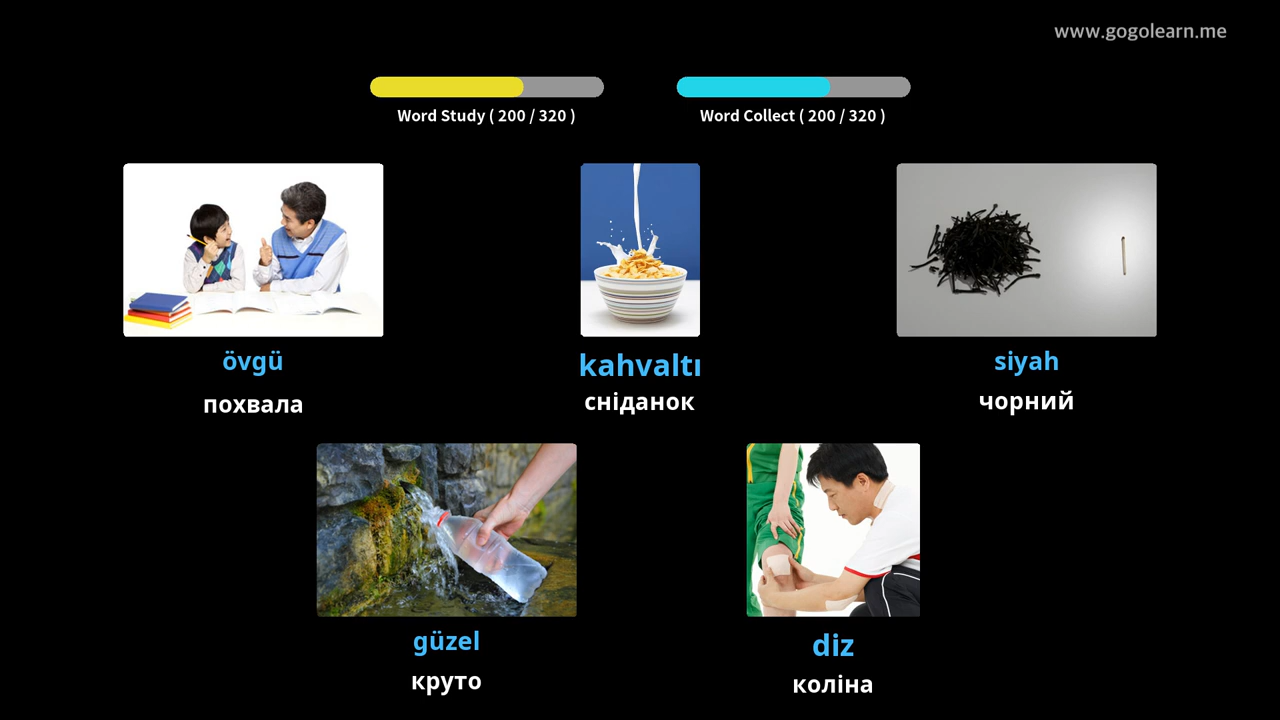 www.gogolearn.me
Word Study ( 200 / 320 )
Word Collect ( 200 / 320 )
övgü
похвала
kahvaltı
сніданок
siyah
чорний
güzel
круто
diz
коліна